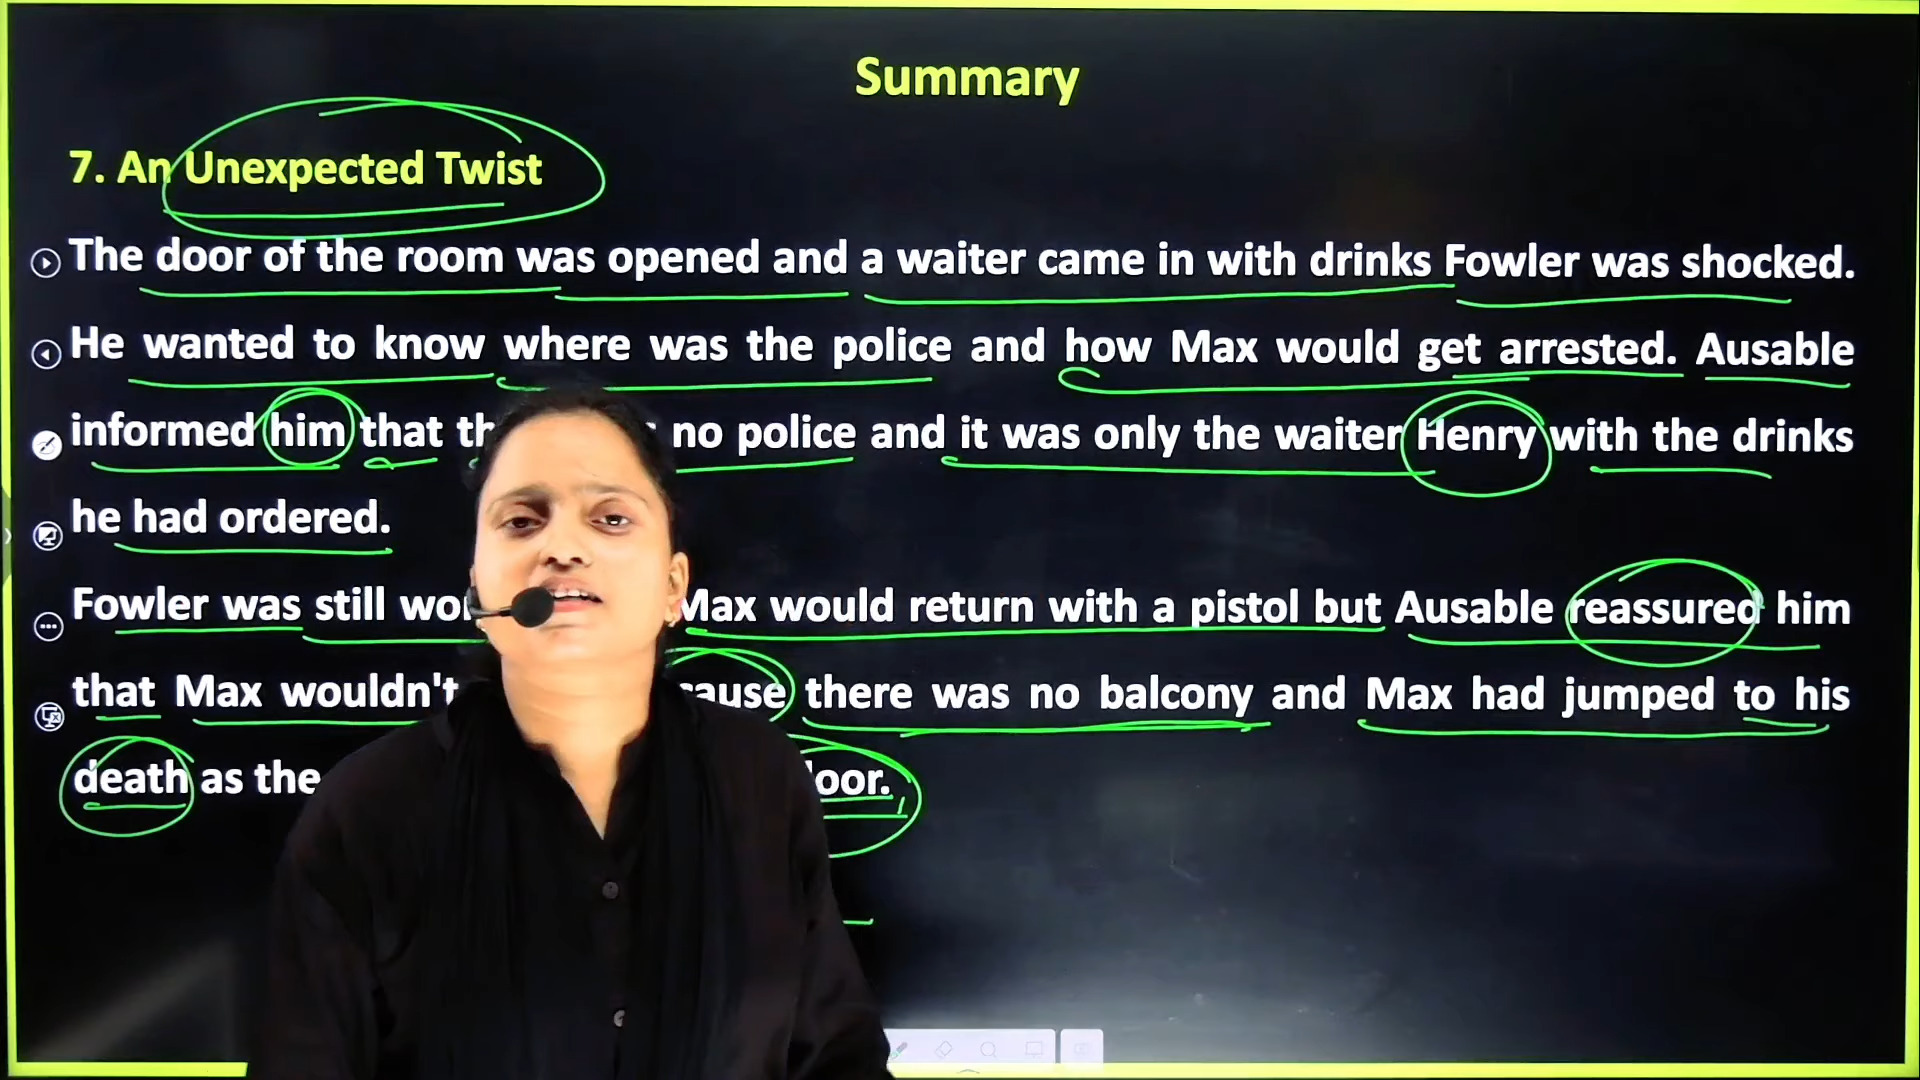 Summary
7. An Unexpected Twist
The door of the room was opened and a waiter came in with drinks Fowler was shocked.
He wanted to know where was the police and how Max would get arrested. Ausable
informed him that no police and it was only the waiter Henry with the drinks
he had ordered.
Fowler was still Max would return with a pistol but Ausable reassured him
that Max wouldn't there was no balcony and Max had jumped to his
death as the